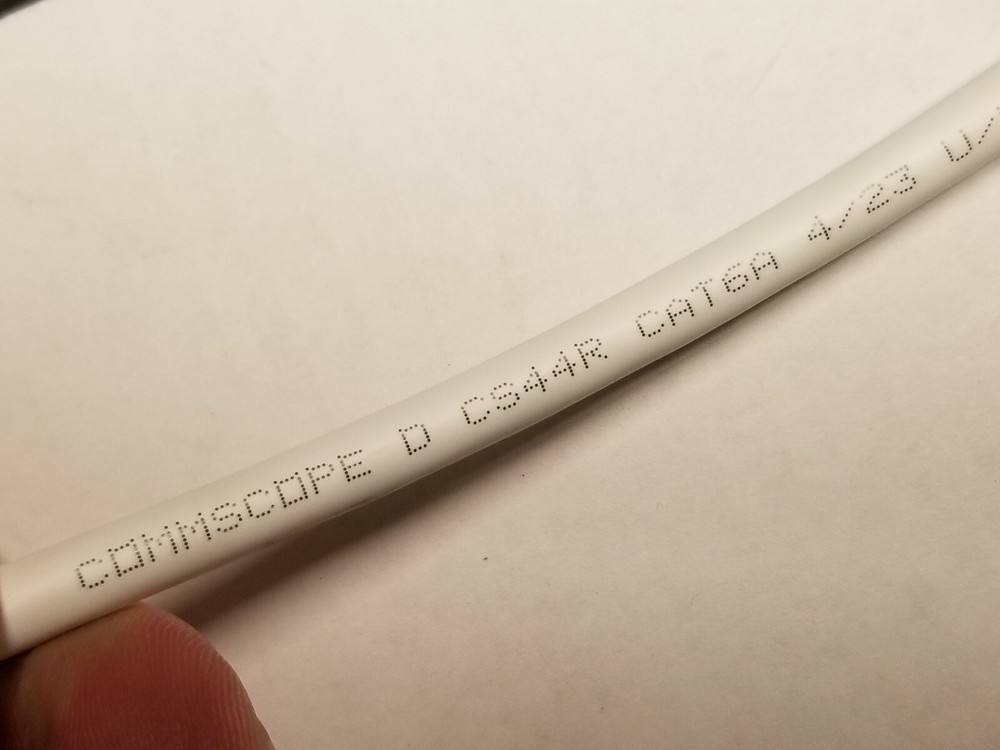 COMMSCOPE D CS44R CAT6A 4/23 U/